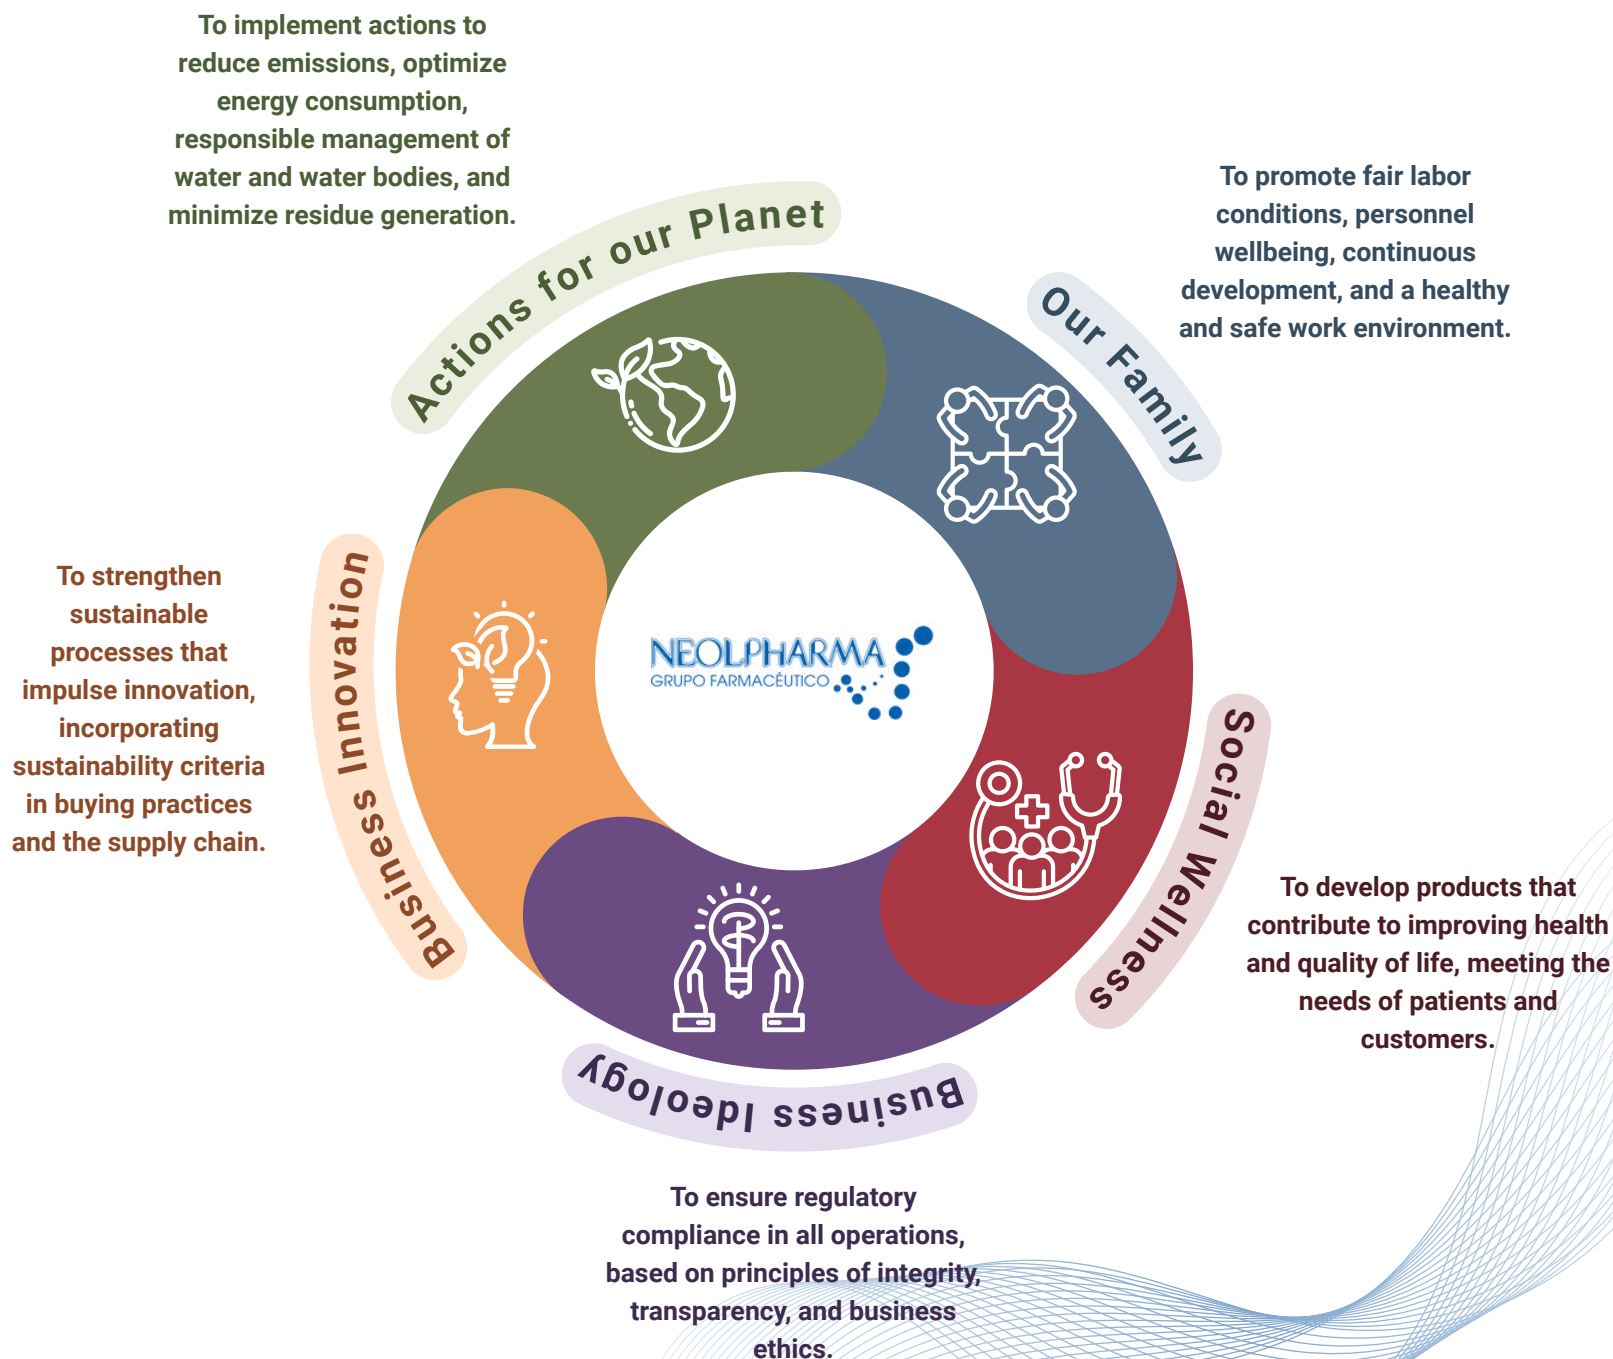 To implement actions to
reduce emissions, optimize
energy consumption,
responsible management of
water and water bodies, and
minimize residue generation.
Actions for our Planet
To promote fair labor
conditions, personnel
wellbeing, continuous
development, and a healthy
and safe work environment.
Our Family
To strengthen
sustainable
processes that
impulse innovation,
incorporating
sustainability criteria
in buying practices
and the supply chain.
Business Innovation
NEOLPHARMA
GRUPO FARMACÉUTICO
Social Wellness
To develop products that
contribute to improving health
and quality of life, meeting the
needs of patients and
customers.
Business Ideology
To ensure regulatory
compliance in all operations,
based on principles of integrity,
transparency, and business
ethics.